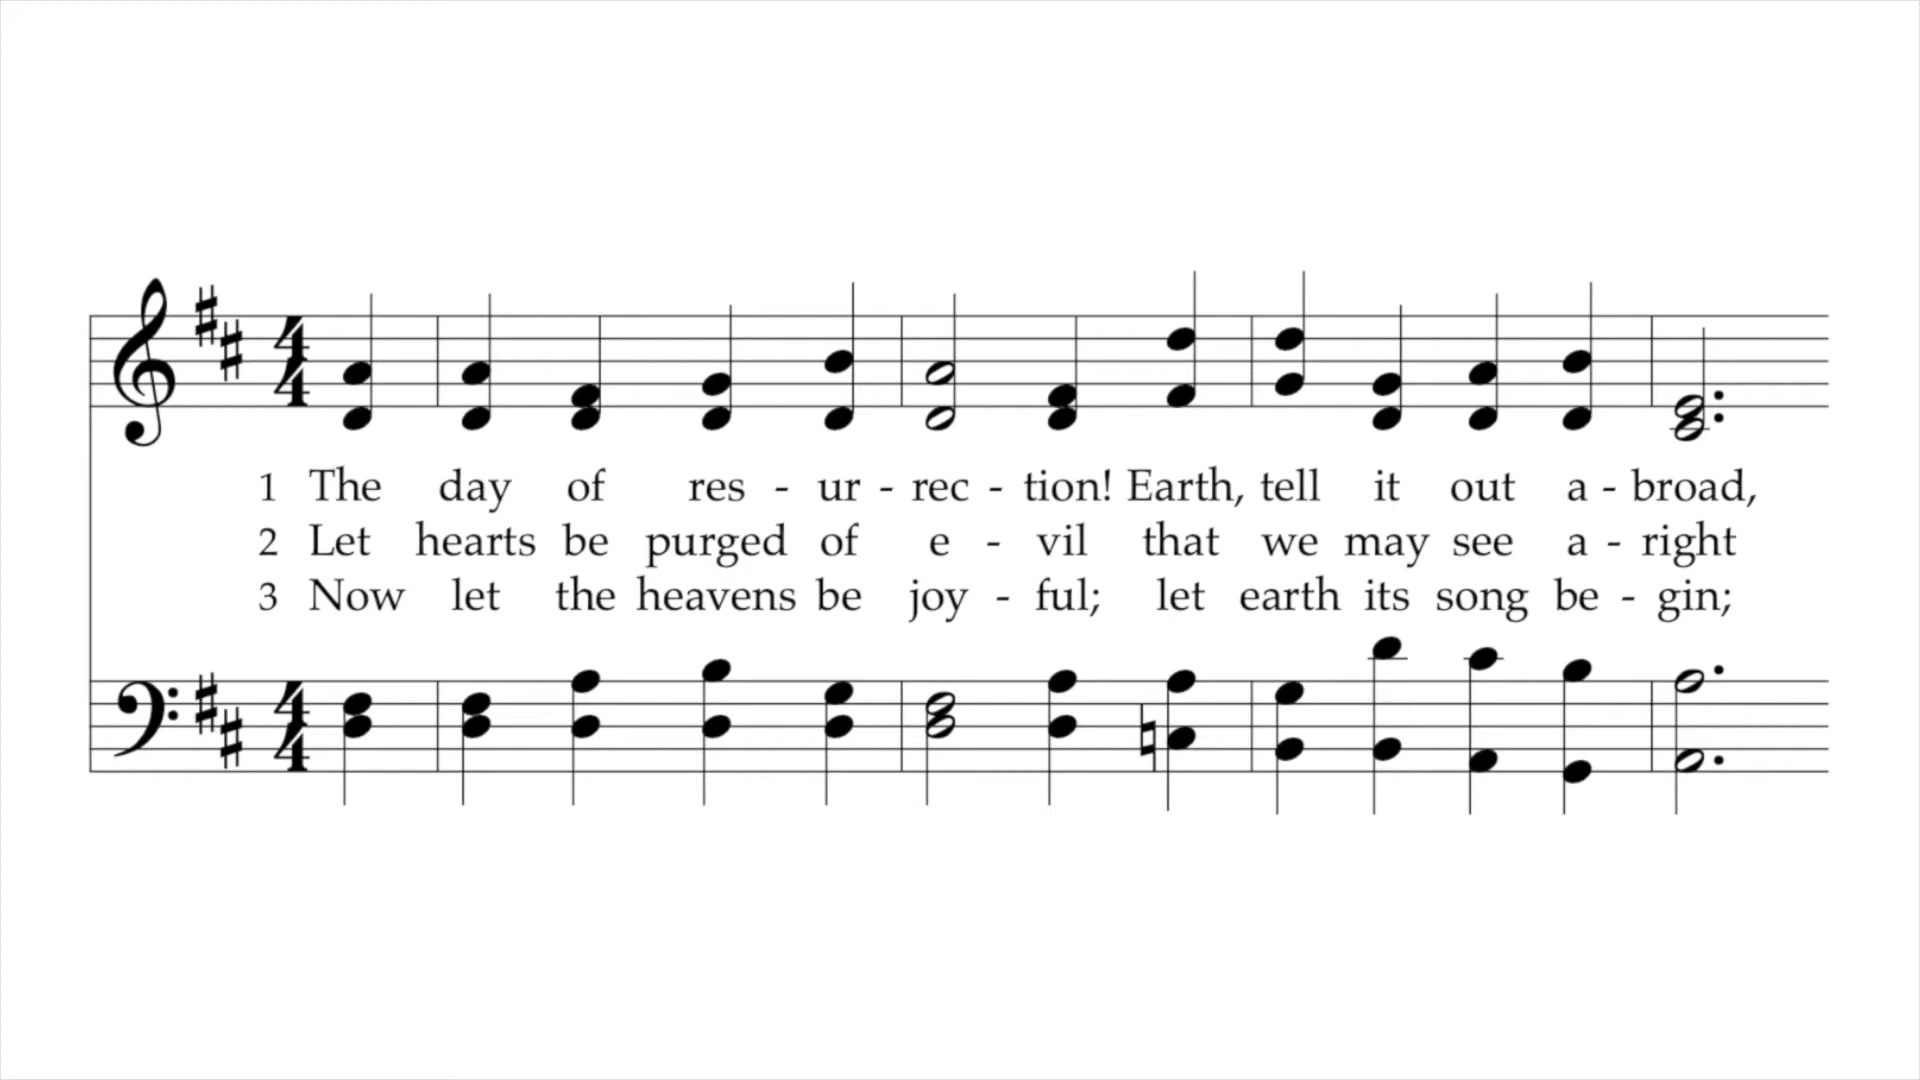 1 The day of res - ur - rec - tion! Earth, tell it out a - broad,
2 Let hearts be purged of e - vil that we may see a - right
3 Now let the heavens be joy - ful; let earth its song be - gin;